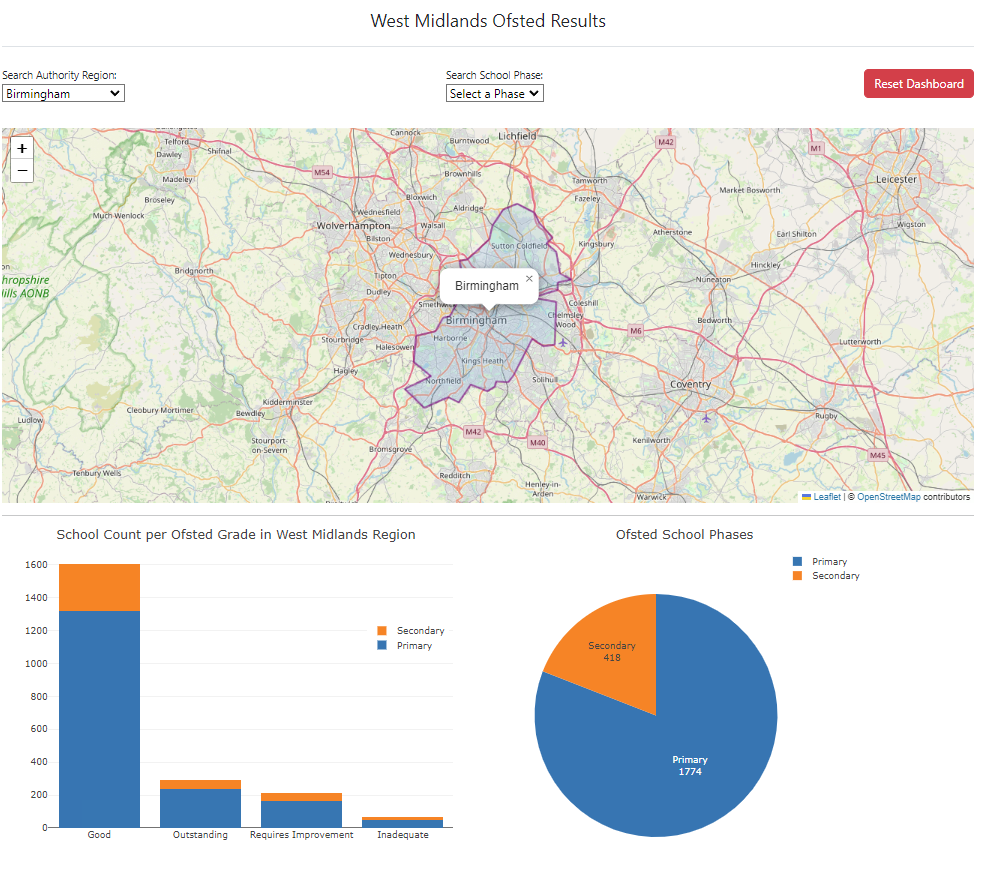 West Midlands Ofsted Results
Search Authority Region:
Birmingham
Search School Phase:
Select a Phase
Reset Dashboard
+
−
Telford
Dawley
Shifnal
Madeley
Broseley
Much Wenlock
Bridgnorth
hropshire
ills AONB
Cleobury Mortimer
Ludlow
Tenbury Wells
Bewdley
Kidderminster
Stourport-
on-Severn
M54
Cannock
Burntwood
Lichfield
Brownhills
Bloxwich
Aldridge
Wednesfield
Wolverhampton
Walsall
Bilston
Wednesbury
Tipton
Dudley
Smethwi
Cradley Heath
Stourbridge
Halesowen
Hagley
Bromsgrove
Redditch
Henley-in-
Arden
Sutton Coldfield
Birmingham
×
Birmingham
Harborne
Kings Heath
Northfield
Solihull
M42
M40
Tamworth
Fazeley
Kingsbury
Coleshill
Chelmsley
Wood
M42
M1
Leicester
Market Bosworth
Wigston
Earl Shilton
Atherstone
Hinckley
Nuneaton
Bedworth
M6
Lutterworth
Coventry
Rugby
Kenilworth
M45
Warwick
Leaflet | © OpenStreetMap contributors
School Count per Ofsted Grade in West Midlands Region
1600
1400
1200
1000
800
600
400
200
0
Good
Outstanding
Requires Improvement
Inadequate
Secondary
Primary
Ofsted School Phases
Primary
Secondary
Secondary
418
Primary
1774